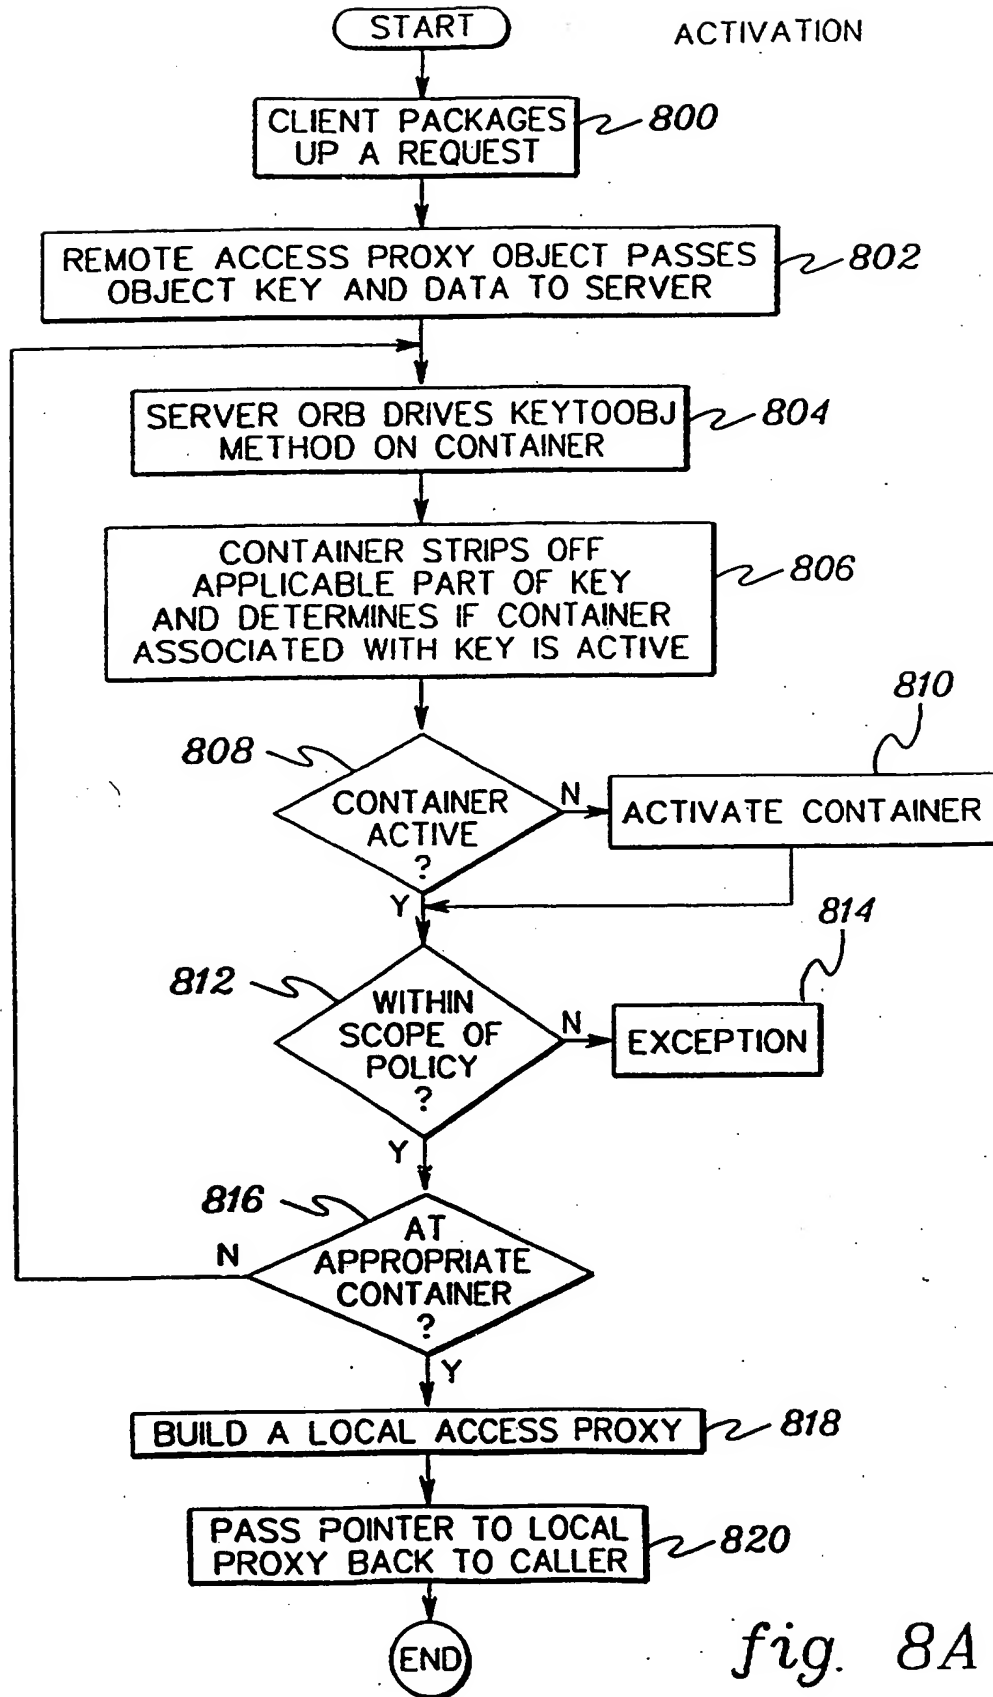 START
ACTIVATION
CLIENT PACKAGES
UP A REQUEST
800
REMOTE ACCESS PROXY OBJECT PASSES
OBJECT KEY AND DATA TO SERVER
802
SERVER ORB DRIVES KEYTOOBJ
METHOD ON CONTAINER
804
CONTAINER STRIPS OFF
APPLICABLE PART OF KEY
AND DETERMINES IF CONTAINER
ASSOCIATED WITH KEY IS ACTIVE
806
808
CONTAINER
ACTIVE
?
N
810
ACTIVATE CONTAINER
Y
812
WITHIN
SCOPE OF
POLICY
?
N
814
EXCEPTION
Y
816
AT
APPROPRIATE
CONTAINER
?
N
Y
BUILD A LOCAL ACCESS PROXY
818
PASS POINTER TO LOCAL
PROXY BACK TO CALLER
820
END
fig. 8A